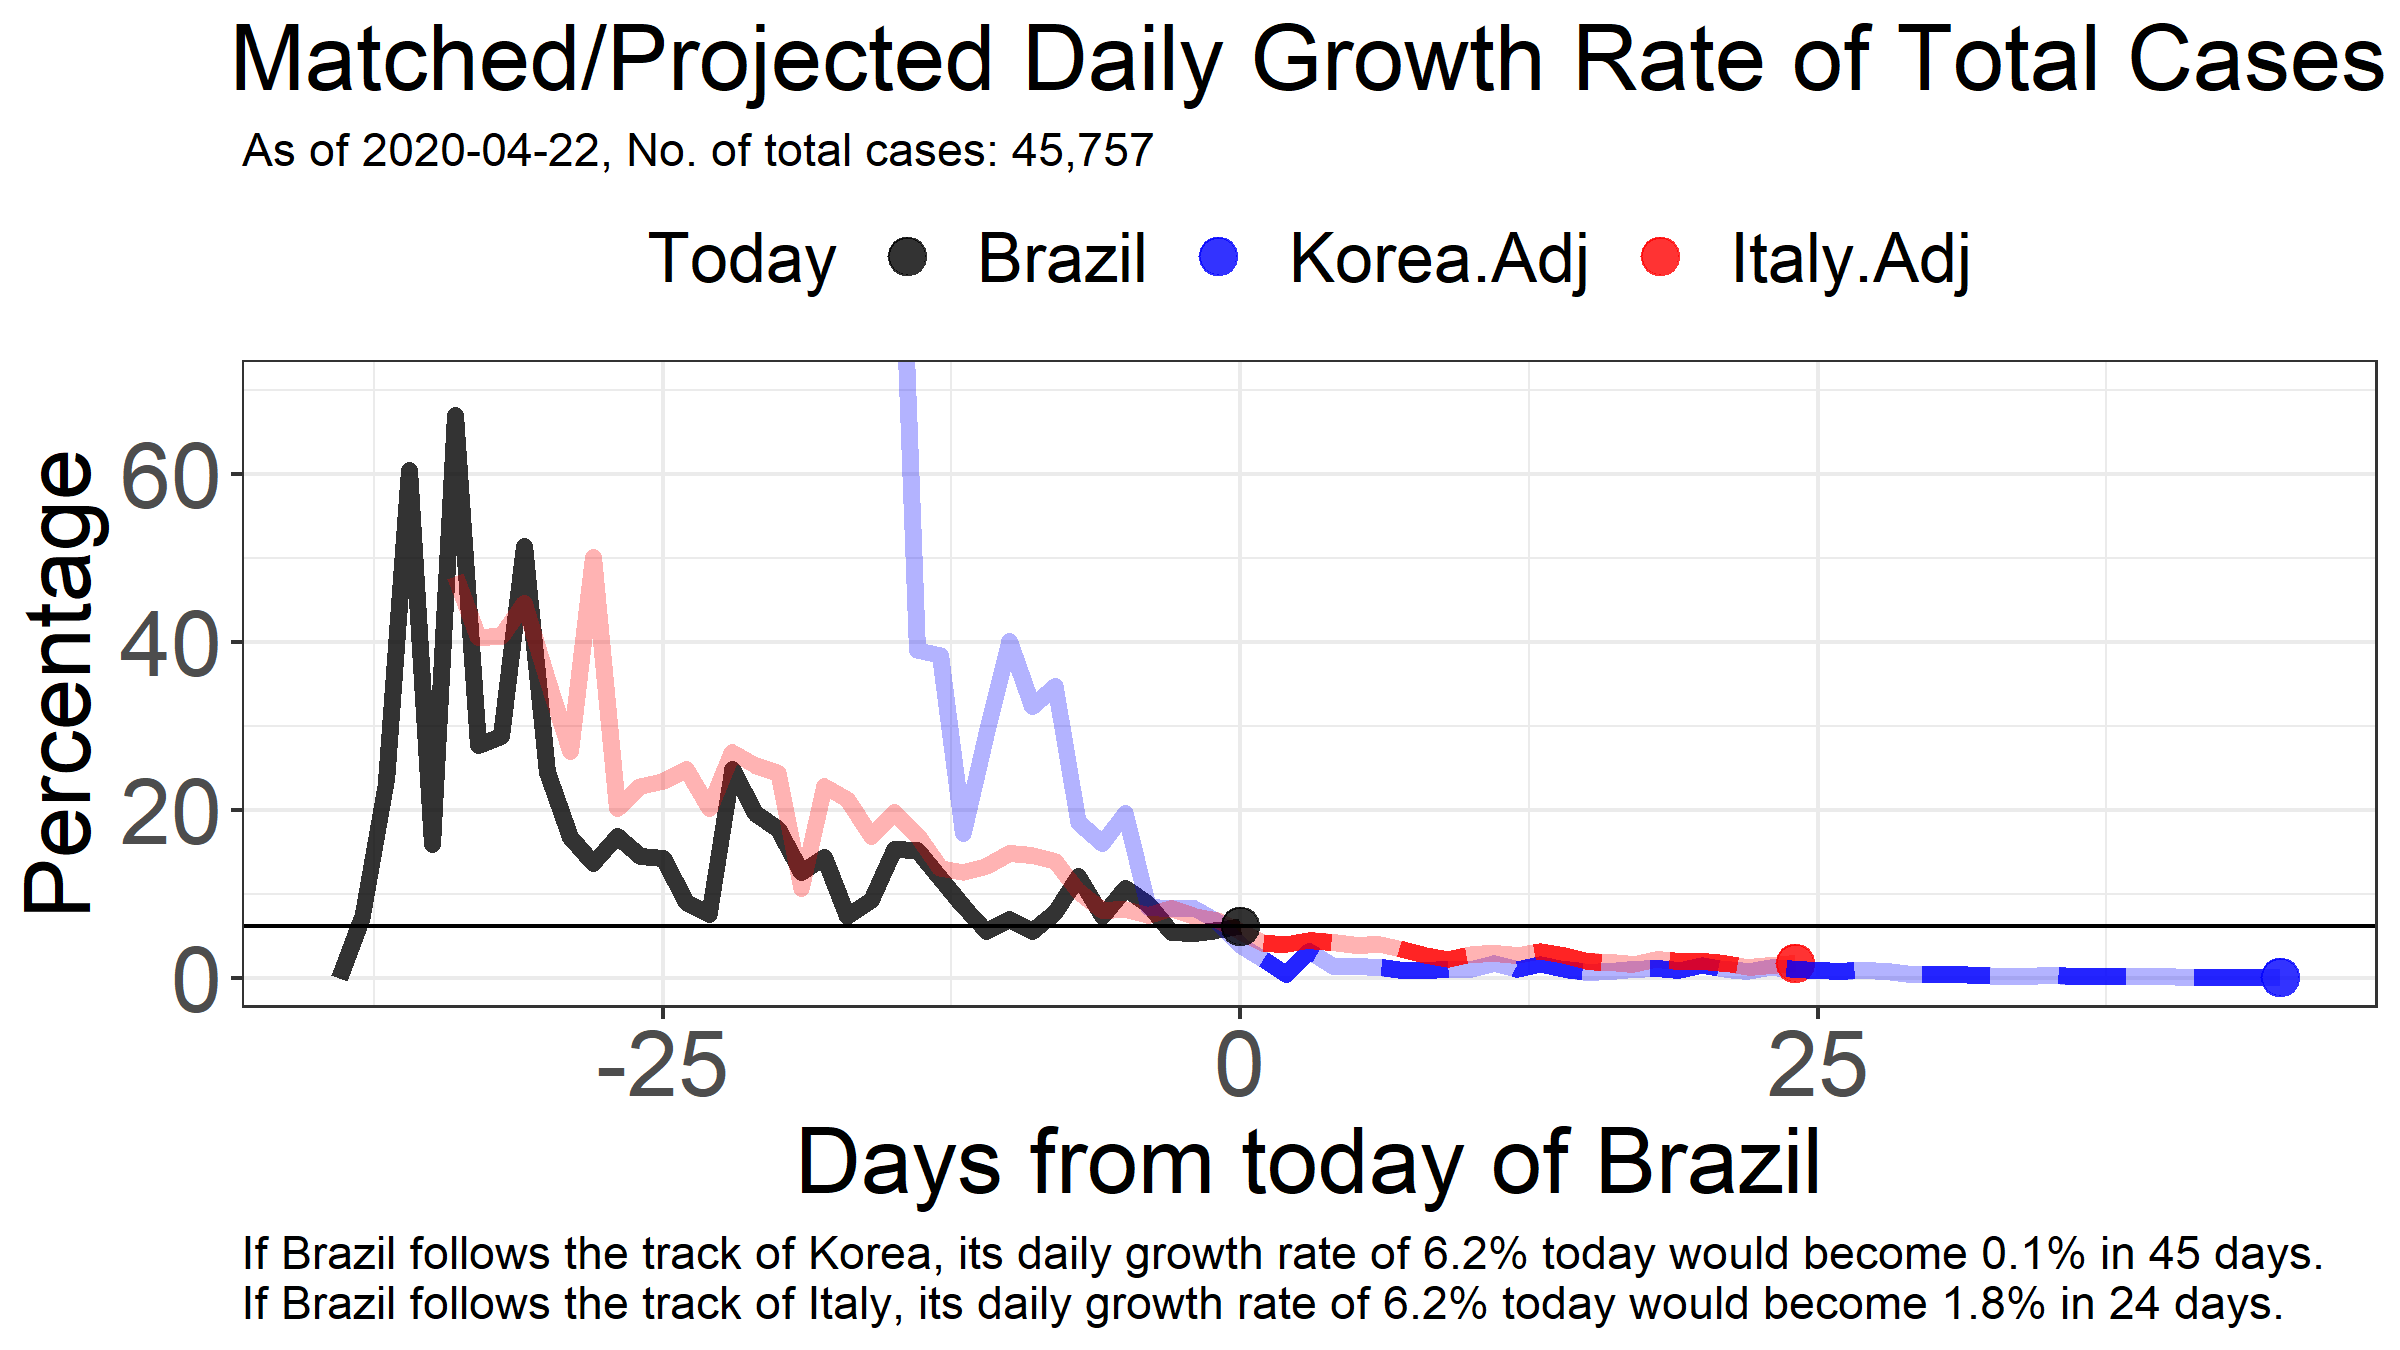 Matched/Projected Daily Growth Rate of Total Cases
As of 2020-04-22, No. of total cases: 45,757
Today Brazil Korea.Adj Italy.Adj
Percentage
60
40
20
0
-25 0 25
Days from today of Brazil
If Brazil follows the track of Korea, its daily growth rate of 6.2% today would become 0.1% in 45 days.
If Brazil follows the track of Italy, its daily growth rate of 6.2% today would become 1.8% in 24 days.